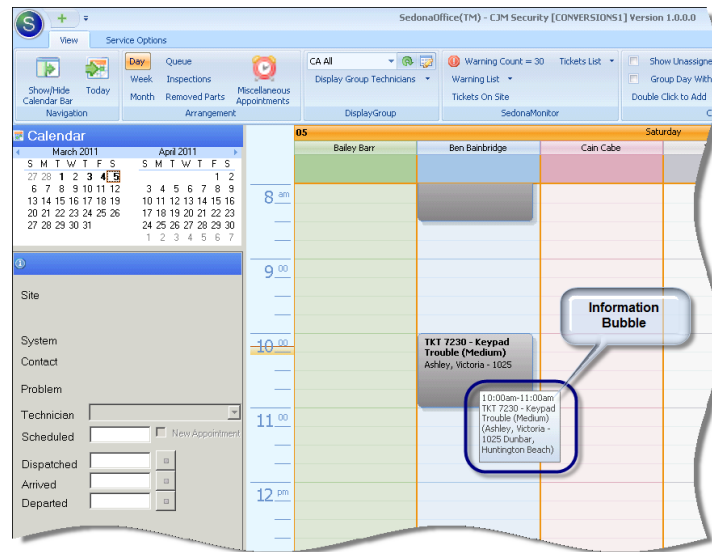 SedonaOffice(TM) - CJM Security [CONVERSIONS1] Version 1.0.0.0
S
View Service Options
Show/Hide Calendar Bar
Today
Navigation
Day Queue
Week Inspections
Month Removed Parts
Miscellaneous Appointments
Arrangement
CA All
Display Group Technicians
DisplayGroup
Warning Count = 30 Tickets List
Warning List
Tickets On Site
SedonaMonitor
Show Unassigne
Group Day With
Double Click to Add
C
Calendar
March 2011 April 2011
S M T W T F S S M T W T F S
27 28 1 2 3 4 5 1 2
6 7 8 9 10 11 12 3 4 5 6 7 8 9
13 14 15 16 17 18 19 10 11 12 13 14 15 16
20 21 22 23 24 25 26 17 18 19 20 21 22 23
27 28 29 30 31 24 25 26 27 28 29 30
1 2 3 4 5 6 7
Site
System
Contact
Problem
Technician
Scheduled New Appointment
Dispatched
Arrived
Departed
05 Saturday
Bailey Barr Ben Bainbridge Cain Cabe
8 am
9 00
10 00
11 00
12 pm
TKT 7230 - Keypad
Trouble (Medium)
Ashley, Victoria - 1025
10:00am-11:00am
TKT 7230 - Keypad
Trouble (Medium)
(Ashley, Victoria -
1025 Dunbar,
Huntington Beach)
Information
Bubble